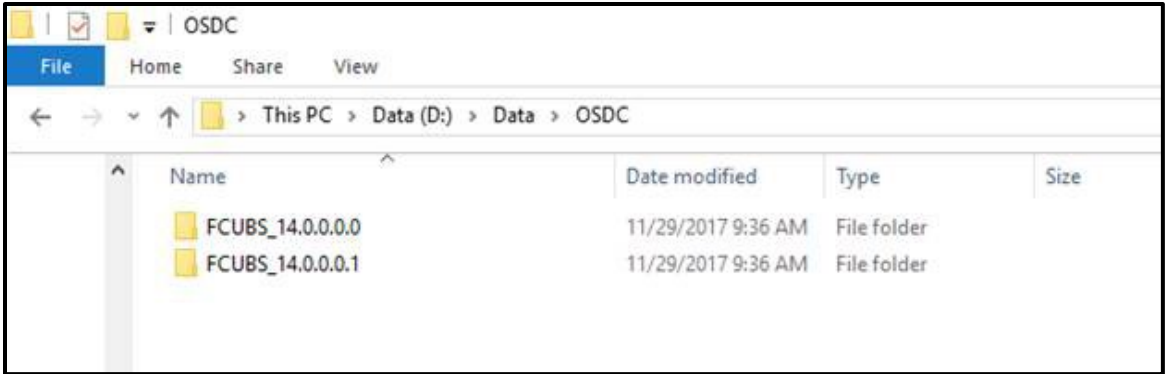 OSDC
File Home Share View
This PC > Data (D:) > Data > OSDC
Name Date modified Type Size
FCUBS_14.0.0.0.0 11/29/2017 9:36 AM File folder
FCUBS_14.0.0.0.1 11/29/2017 9:36 AM File folder